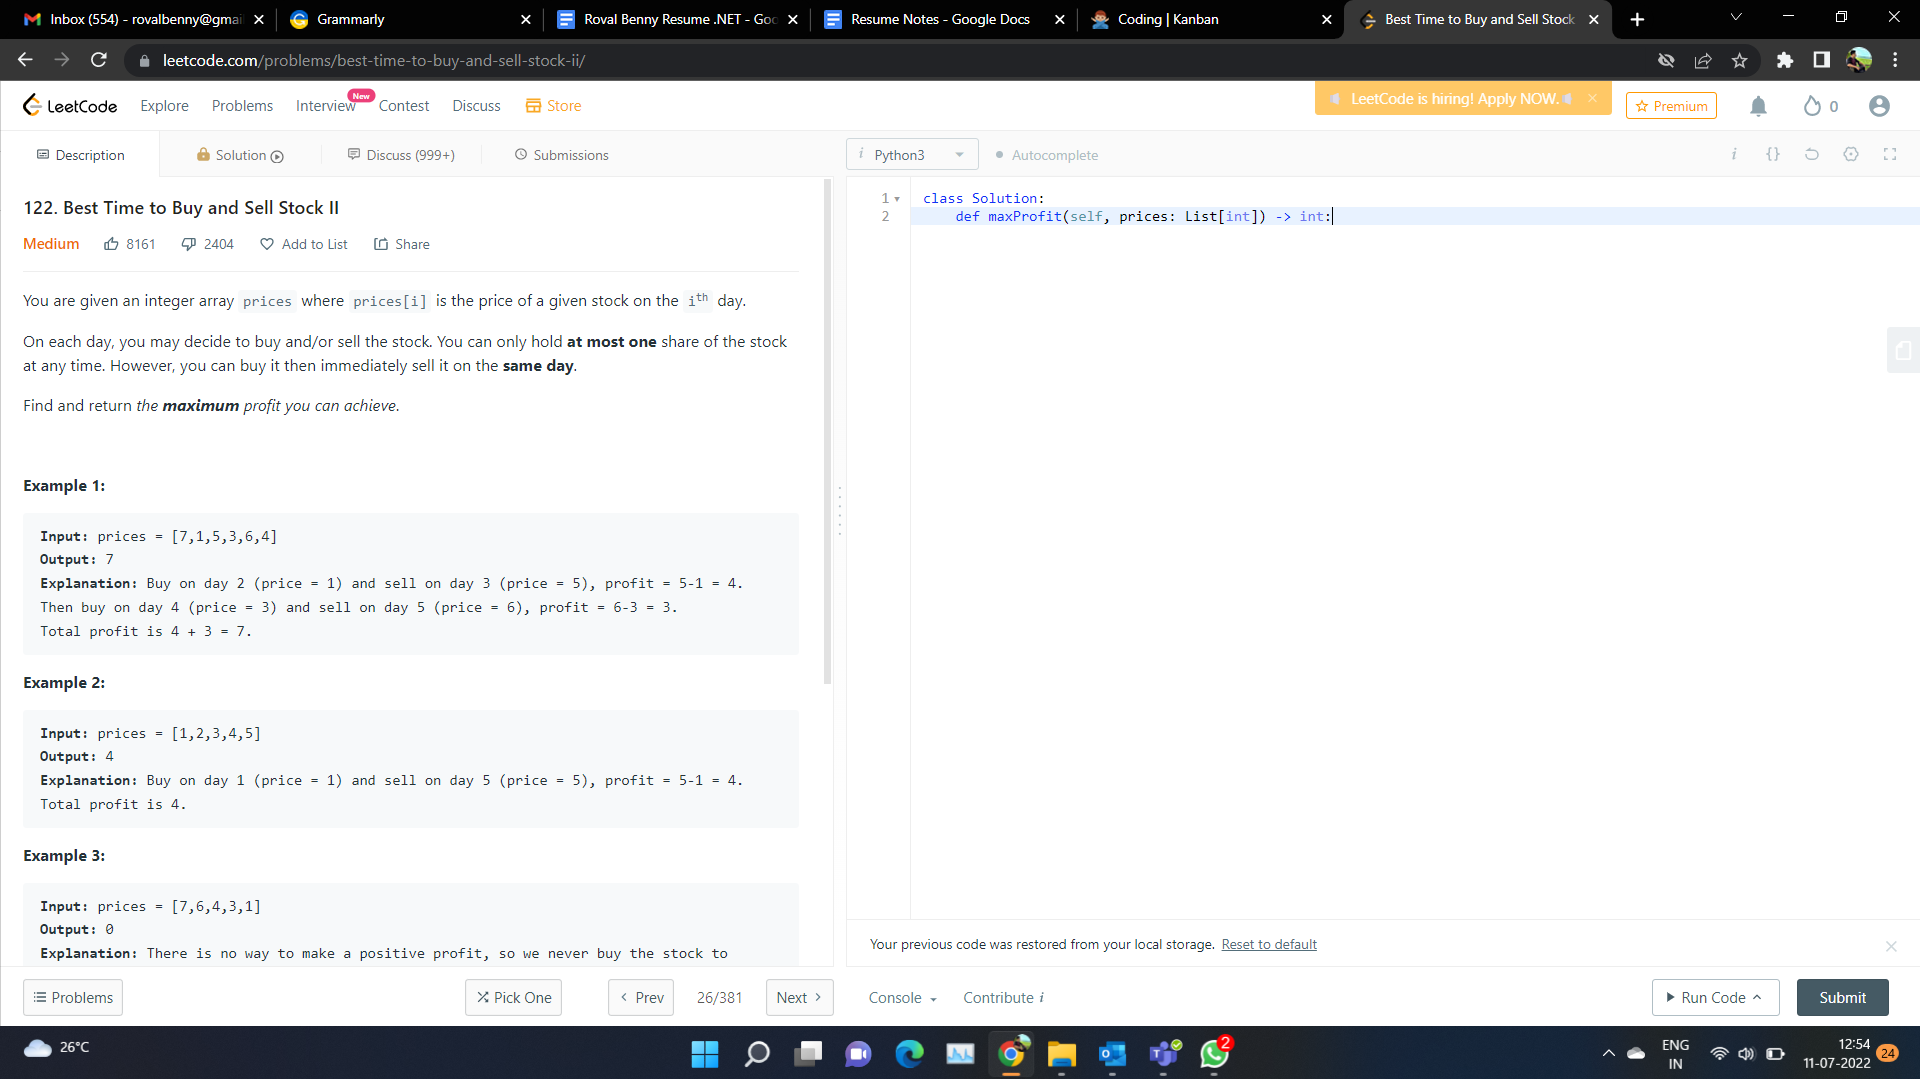 Inbox (554) - rovalbenny@gmai
Grammarly
Roval Benny Resume .NET - Goo
Resume Notes - Google Docs
Coding | Kanban
Best Time to Buy and Sell Stock
leetcode.com/problems/best-time-to-buy-and-sell-stock-ii/
LeetCode
Explore
Problems
Interview
New
Contest
Discuss
Store
LeetCode is hiring! Apply NOW.
Premium
0
Description
Solution
Discuss (999+)
Submissions
i Python3
Autocomplete
i {}
122. Best Time to Buy and Sell Stock II
Medium 8161 2404 Add to List Share
You are given an integer array prices where prices[i] is the price of a given stock on the ith day.
On each day, you may decide to buy and/or sell the stock. You can only hold at most one share of the stock
at any time. However, you can buy it then immediately sell it on the same day.
Find and return the maximum profit you can achieve.
Example 1:
Input: prices = [7,1,5,3,6,4]
Output: 7
Explanation: Buy on day 2 (price = 1) and sell on day 3 (price = 5), profit = 5-1 = 4.
Then buy on day 4 (price = 3) and sell on day 5 (price = 6), profit = 6-3 = 3.
Total profit is 4 + 3 = 7.
Example 2:
Input: prices = [1,2,3,4,5]
Output: 4
Explanation: Buy on day 1 (price = 1) and sell on day 5 (price = 5), profit = 5-1 = 4.
Total profit is 4.
Example 3:
Input: prices = [7,6,4,3,1]
Output: 0
Explanation: There is no way to make a positive profit, so we never buy the stock to
1 class Solution:
2 def maxProfit(self, prices: List[int]) -> int:
Your previous code was restored from your local storage. Reset to default
Problems
Pick One
Prev
26/381
Next
Console
Contribute i
Run Code
Submit
26°C
2
ENG
IN
12:54
11-07-2022
24